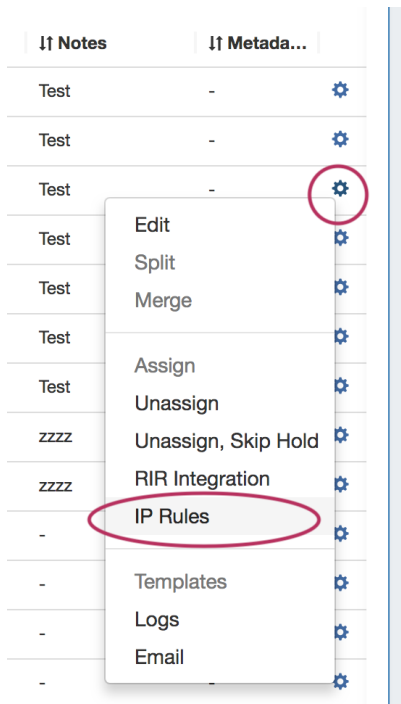 Notes Metada...
Test -
Test -
Test -
Edit
Test
Split
Test
Merge
Test
Assign
Test
Unassign
zzzz
Unassign, Skip Hold
RIR Integration
zzzz
IP Rules
-
Templates
-
Logs
-
Email
- -